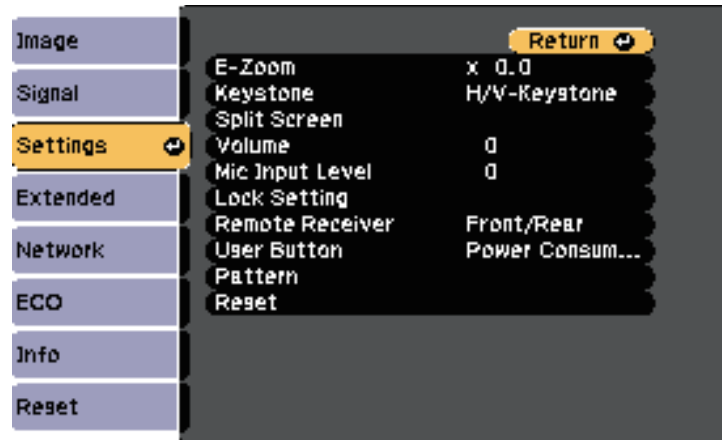 Image
Signal
Settings
Extended
Network
ECO
Info
Reset
Return
E-Zoom x 0.0
Keystone H/V-Keystone
Split Screen
Volume 0
Mic Input Level 0
Lock Setting
Remote Receiver Front/Rear
User Button Power Consum...
Pattern
Reset